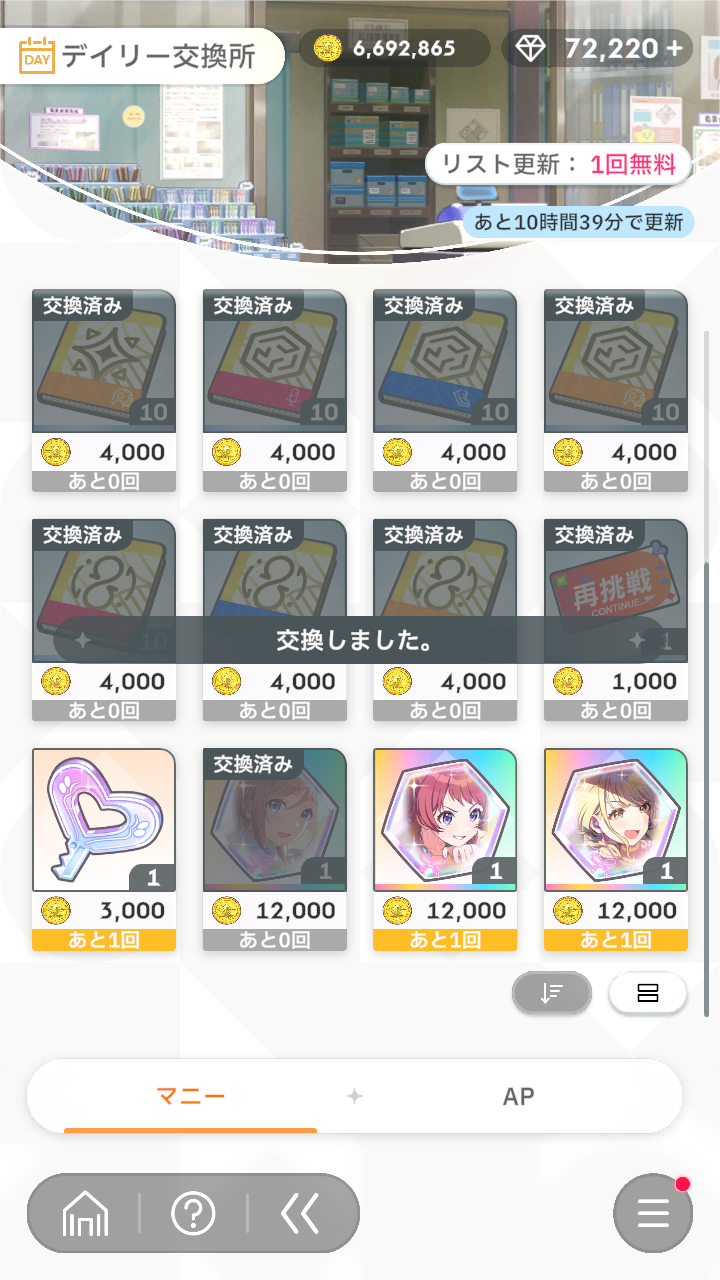 DAY デイリー交換所 6,692,865 72,220 +
リスト更新： 1回無料
あと10時間39分で更新
交換済み 交換済み 交換済み 交換済み
10 10 10 10
4,000 4,000 4,000 4,000
あと0回 あと0回 あと0回 あと0回
交換済み 交換済み 交換済み 交換済み
再挑戦
CONTINUE
10 1
交換しました。
4,000 4,000 4,000 1,000
あと0回 あと0回 あと0回 あと0回
交換済み
1 1 1 1
3,000 12,000 12,000 12,000
あと1回 あと0回 あと1回 あと1回
マニー AP